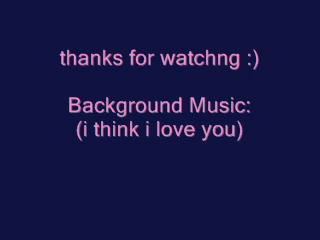 thanks for watchng :)
Background Music:
(i think i love you)